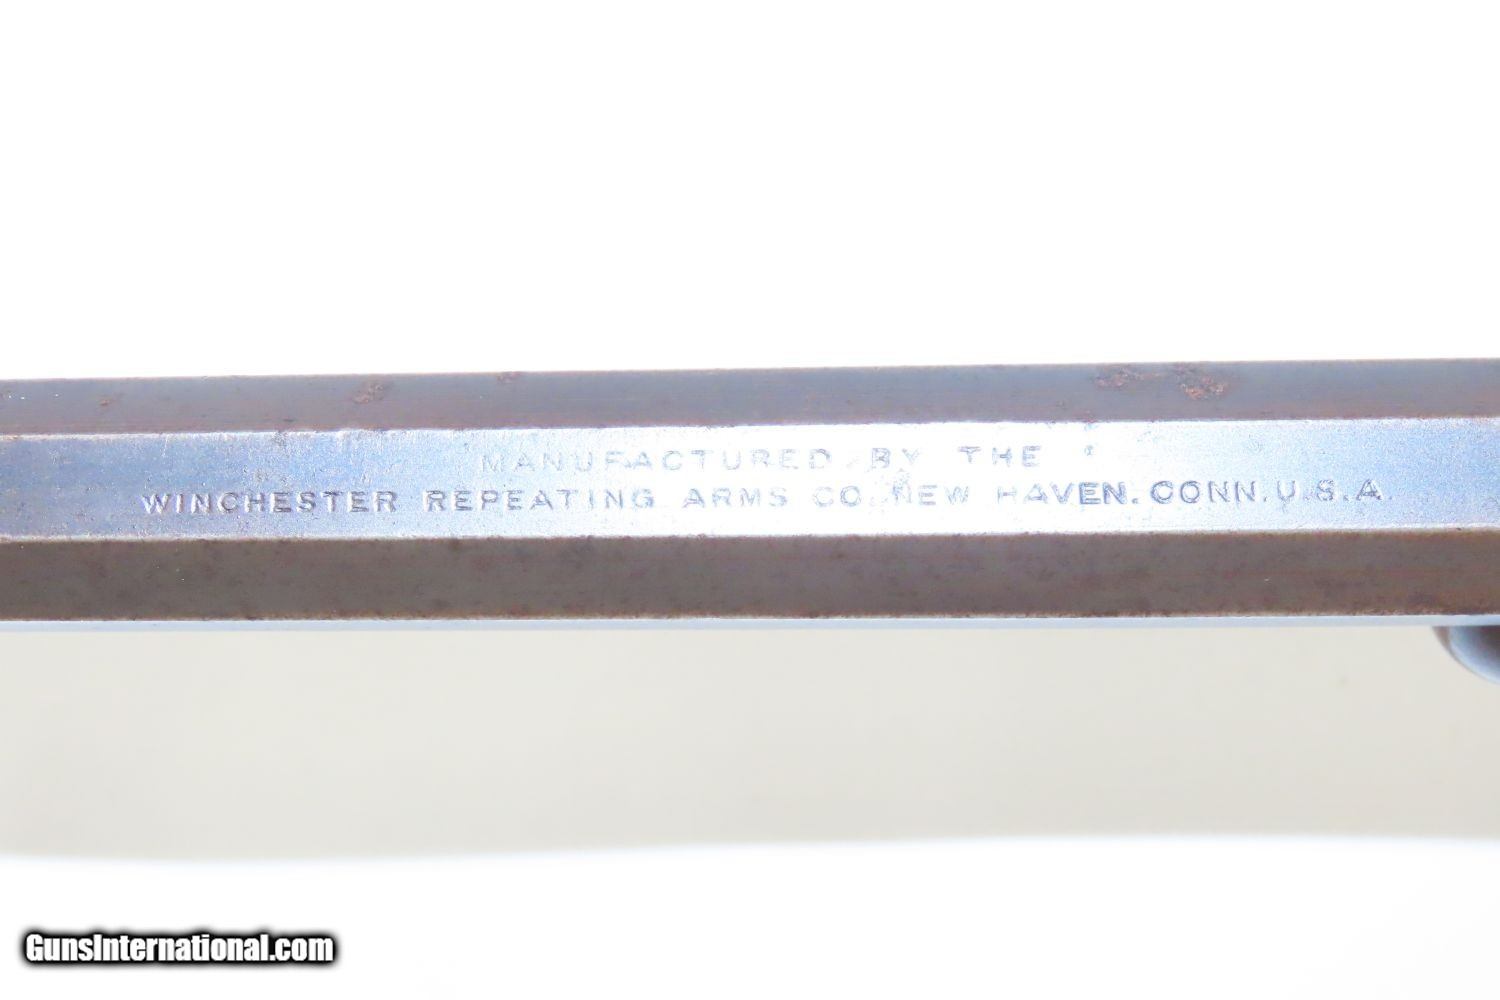 MANUFACTURED BY THE
WINCHESTER REPEATING ARMS CO. NEW HAVEN. CONN. U.S.A.
GunsInternational.com